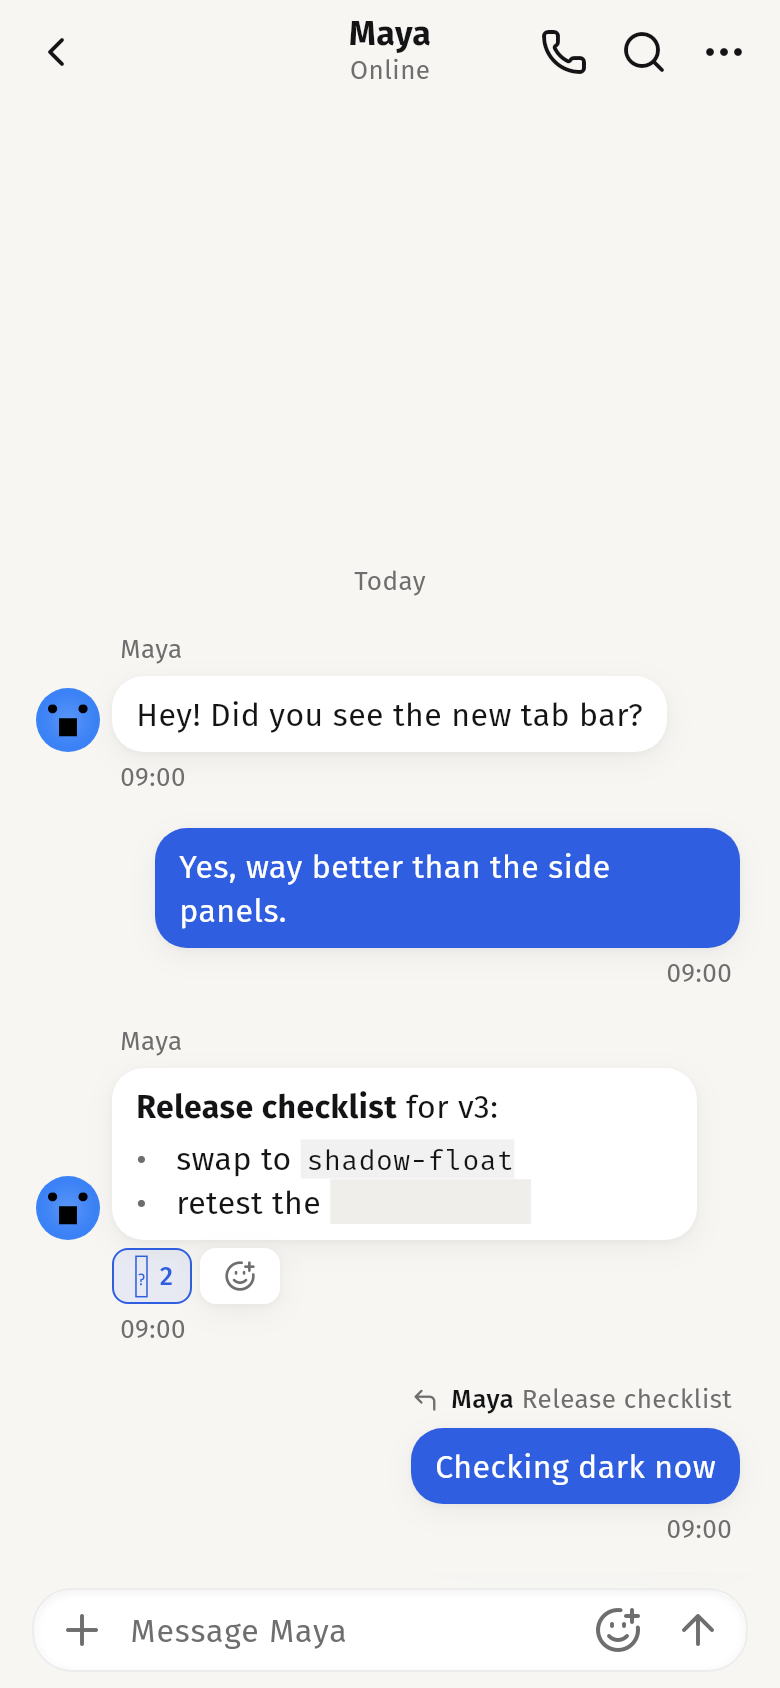 Maya
Online
Today
Maya
Hey! Did you see the new tab bar?
09:00
Yes, way better than the side
panels.
09:00
Maya
Release checklist for v3:
• swap to shadow-float
• retest the
2
09:00
Maya Release checklist
Checking dark now
09:00
Message Maya